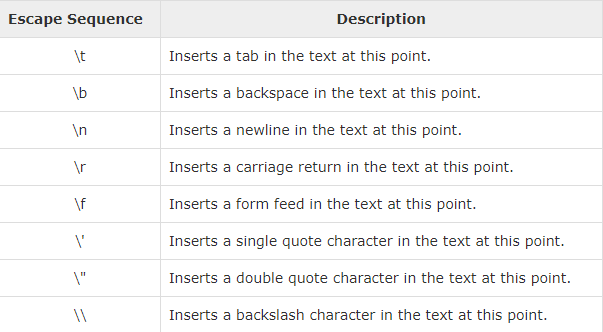 Escape Sequence Description
\t Inserts a tab in the text at this point.
\b Inserts a backspace in the text at this point.
\n Inserts a newline in the text at this point.
\r Inserts a carriage return in the text at this point.
\f Inserts a form feed in the text at this point.
\' Inserts a single quote character in the text at this point.
\" Inserts a double quote character in the text at this point.
\\ Inserts a backslash character in the text at this point.